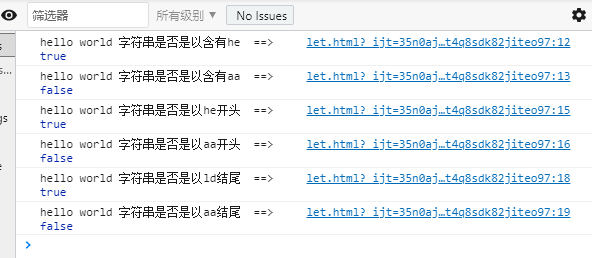 筛选器 所有级别 ▼ No Issues
hello world 字符串是否是以含有he ==> let.html?_ijt=35n0aj…t4q8sdk82jiteo97:12
true
hello world 字符串是否是以含有aa ==> let.html?_ijt=35n0aj…t4q8sdk82jiteo97:13
false
hello world 字符串是否是以he开头 ==> let.html?_ijt=35n0aj…t4q8sdk82jiteo97:15
true
hello world 字符串是否是以aa开头 ==> let.html?_ijt=35n0aj…t4q8sdk82jiteo97:16
false
hello world 字符串是否是以ld结尾 ==> let.html?_ijt=35n0aj…t4q8sdk82jiteo97:18
true
hello world 字符串是否是以aa结尾 ==> let.html?_ijt=35n0aj…t4q8sdk82jiteo97:19
false